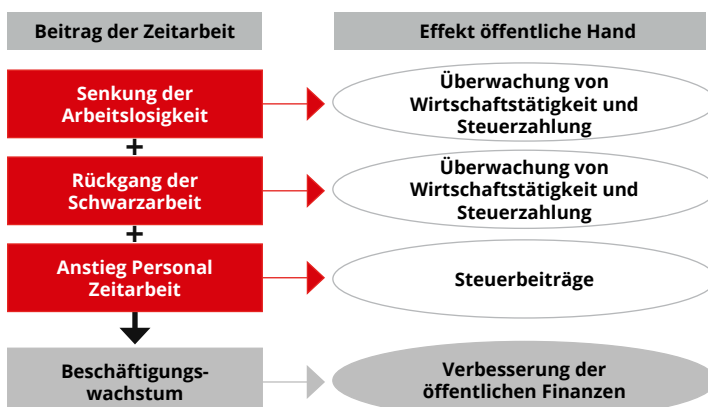 Beitrag der Zeitarbeit
Effekt öffentliche Hand
Senkung der
Arbeitslosigkeit
Überwachung von
Wirtschaftstätigkeit und
Steuerzahlung
+
Rückgang der
Schwarzarbeit
Überwachung von
Wirtschaftstätigkeit und
Steuerzahlung
+
Anstieg Personal
Zeitarbeit
Steuerbeiträge
Beschäftigungs-
wachstum
Verbesserung der
öffentlichen Finanzen